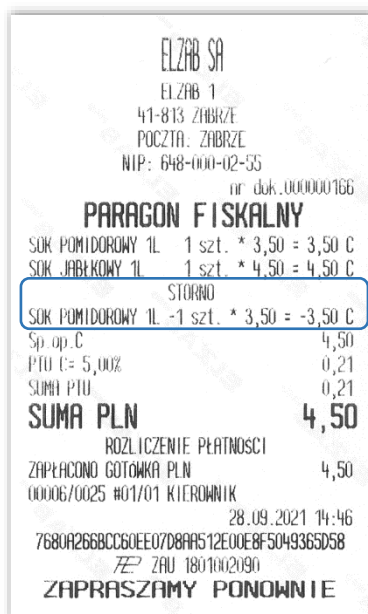 ELZAB SA
ELZAB 1
41-813 ZABRZE
POCZTA: ZABRZE
NIP: 648-000-02-55
nr dok.000000166
PARAGON FISKALNY
SOK POMIDOROWY 1L 1 szt. * 3,50 = 3,50 C
SOK JABŁKOWY 1L 1 szt. * 4,50 = 4,50 C
STORNO
SOK POMIDOROWY 1L -1 szt. * 3,50 = -3,50 C
Sp.op.C 4,50
PTU C= 5,00% 0,21
SUMA PTU 0,21
SUMA PLN 4,50
ROZLICZENIE PŁATNOŚCI
ZAPŁACONO GOTÓWKA PLN 4,50
00006/0025 #01/01 KIEROWNIK
28.09.2021 14:46
7680A266BCC60EE07D8AA512E00E8F5049365D58
ZAU 1801002090
ZAPRASZAMY PONOWNIE